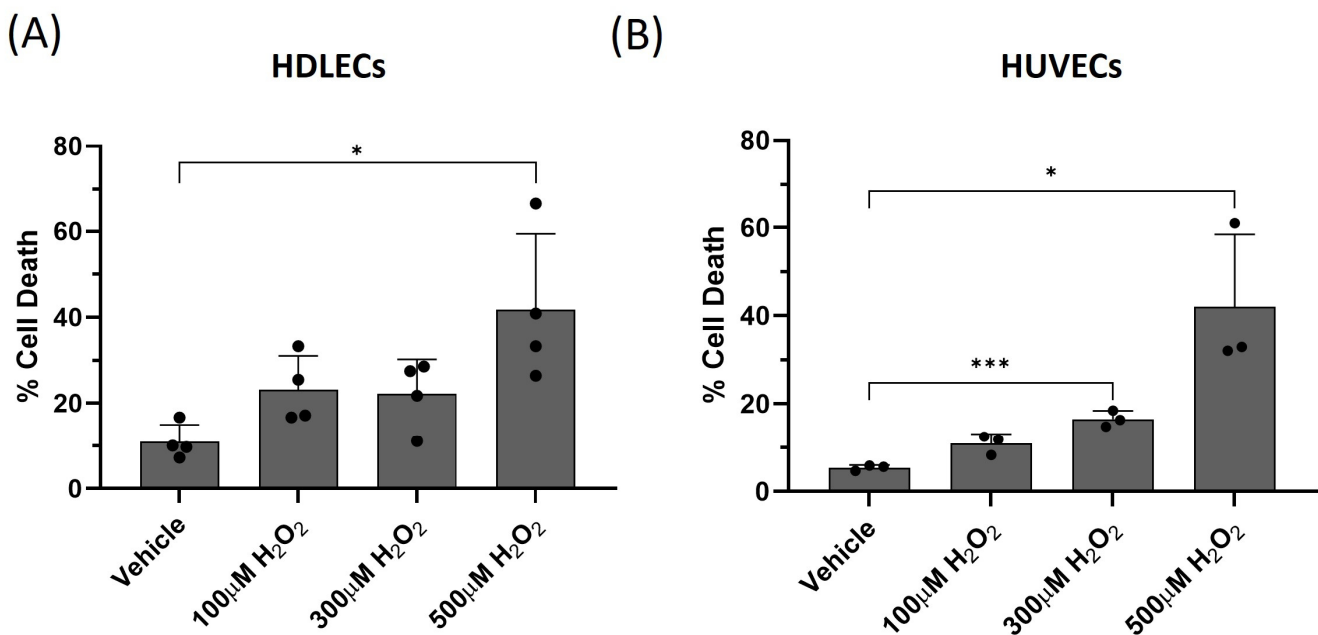 (A)
HDLECs
% Cell Death
80
60
40
20
0
*
Vehicle
100μM H₂O₂
300μM H₂O₂
500μM H₂O₂
(B)
HUVECs
% Cell Death
80
60
40
20
0
*
***
Vehicle
100μM H₂O₂
300μM H₂O₂
500μM H₂O₂